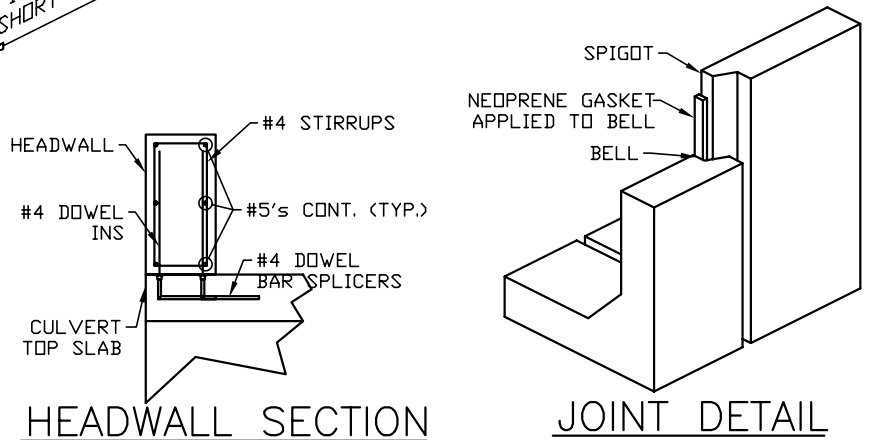 SHORT
HEADWALL
#4 STIRRUPS
#4 DOWEL
INS
#5's CONT. (TYP.)
#4 DOWEL
BAR SPLICERS
CULVERT
TOP SLAB
HEADWALL SECTION
SPIGOT
NEOPRENE GASKET
APPLIED TO BELL
BELL
JOINT DETAIL